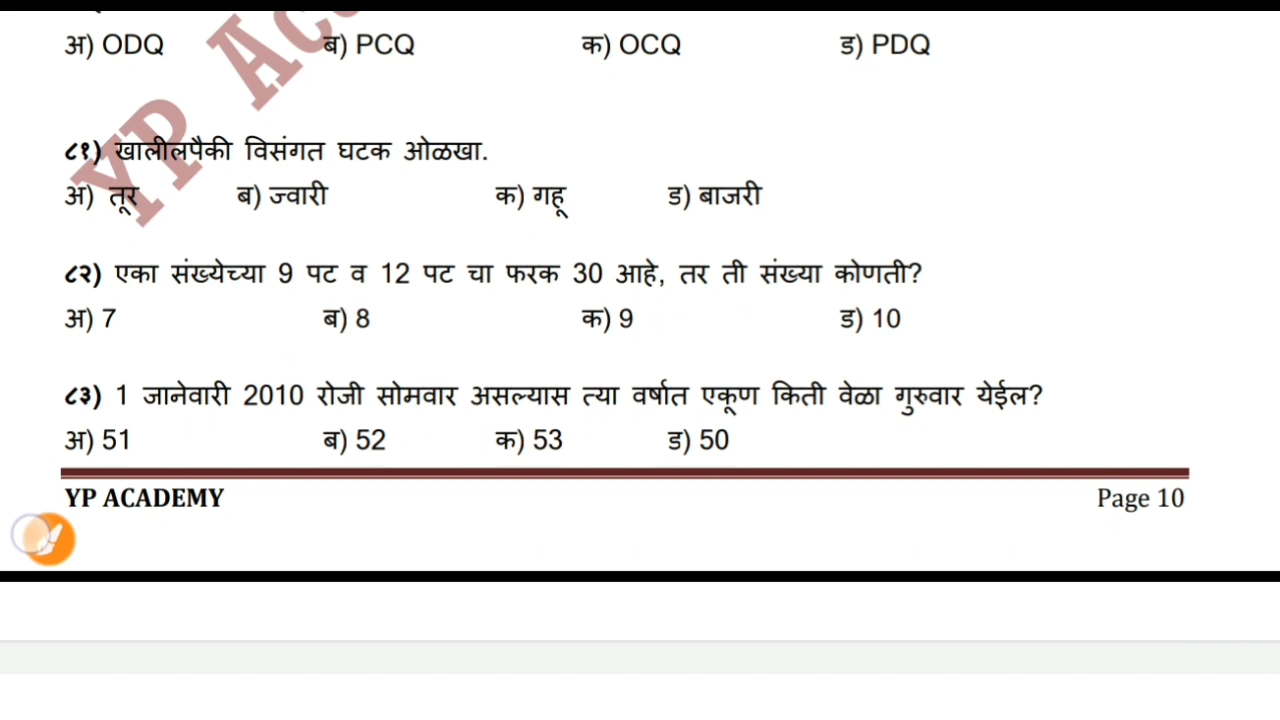 अ) ODQ ब) PCQ क) OCQ ड) PDQ
८१) खालीलपैकी विसंगत घटक ओळखा.
अ) तूर ब) ज्वारी क) गहू ड) बाजरी
८२) एका संख्येच्या 9 पट व 12 पट चा फरक 30 आहे, तर ती संख्या कोणती?
अ) 7 ब) 8 क) 9 ड) 10
८३) 1 जानेवारी 2010 रोजी सोमवार असल्यास त्या वर्षात एकूण किती वेळा गुरुवार येईल?
अ) 51 ब) 52 क) 53 ड) 50
YP ACADEMY Page 10